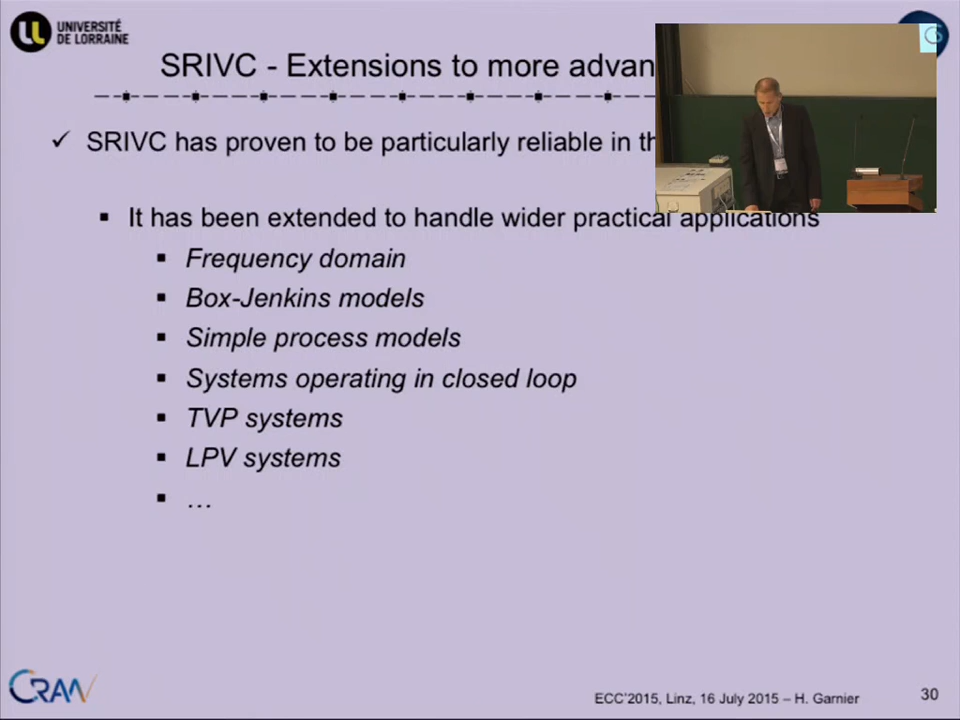 UNIVERSITÉ
DE LORRAINE
SRIVC - Extensions to more advan
SRIVC has proven to be particularly reliable in th
It has been extended to handle wider practical applications
Frequency domain
Box-Jenkins models
Simple process models
Systems operating in closed loop
TVP systems
LPV systems
…
CRAN
ECC'2015, Linz, 16 July 2015 – H. Garnier
30